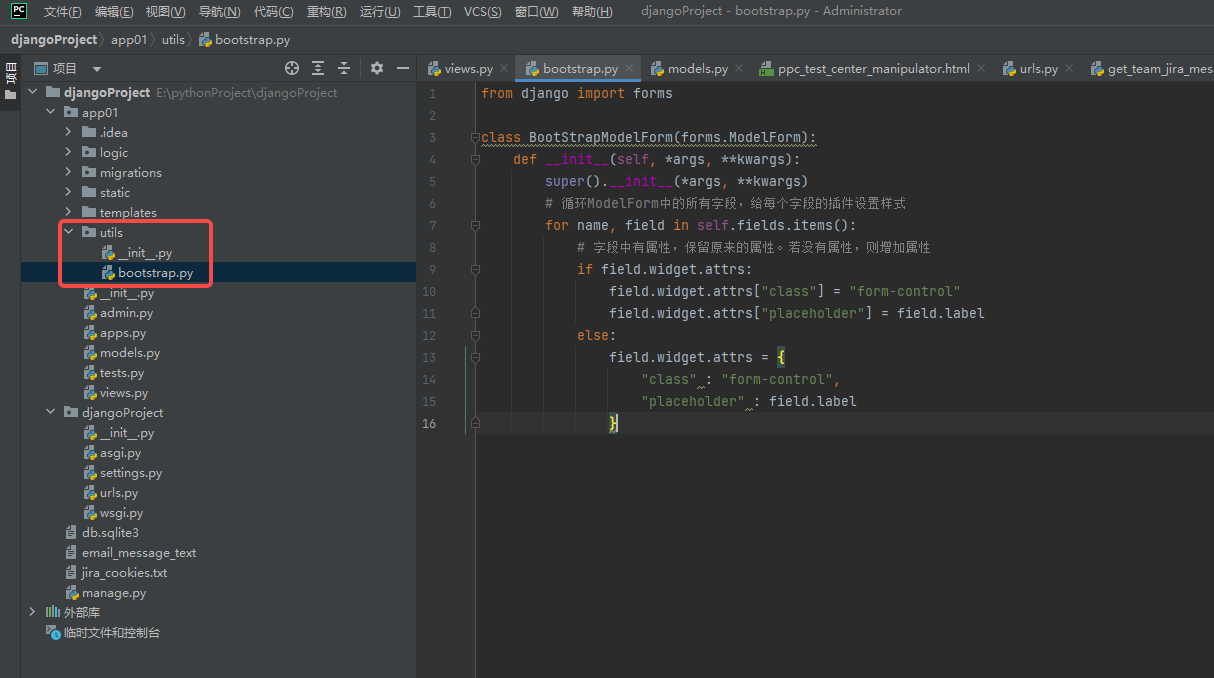 PC 文件(F) 编辑(E) 视图(V) 导航(N) 代码(C) 重构(R) 运行(U) 工具(T) VCS(S) 窗口(W) 帮助(H) djangoProject - bootstrap.py - Administrator
djangoProject app01 utils bootstrap.py
项目
项目
views.py bootstrap.py models.py ppc_test_center_manipulator.html urls.py get_team_jira_mes
djangoProject E:\pythonProject\djangoProject
app01
.idea
logic
migrations
static
templates
utils
__init__.py
bootstrap.py
__init__.py
admin.py
apps.py
models.py
tests.py
views.py
djangoProject
__init__.py
asgi.py
settings.py
urls.py
wsgi.py
db.sqlite3
email_message_text
jira_cookies.txt
manage.py
外部库
临时文件和控制台
1 from django import forms
2
3 class BootStrapModelForm(forms.ModelForm):
4 def __init__(self, *args, **kwargs):
5 super().__init__(*args, **kwargs)
6 # 循环ModelForm中的所有字段，给每个字段的插件设置样式
7 for name, field in self.fields.items():
8 # 字段中有属性，保留原来的属性。若没有属性，则增加属性
9 if field.widget.attrs:
10 field.widget.attrs["class"] = "form-control"
11 field.widget.attrs["placeholder"] = field.label
12 else:
13 field.widget.attrs = {
14 "class" : "form-control",
15 "placeholder" : field.label
16 }